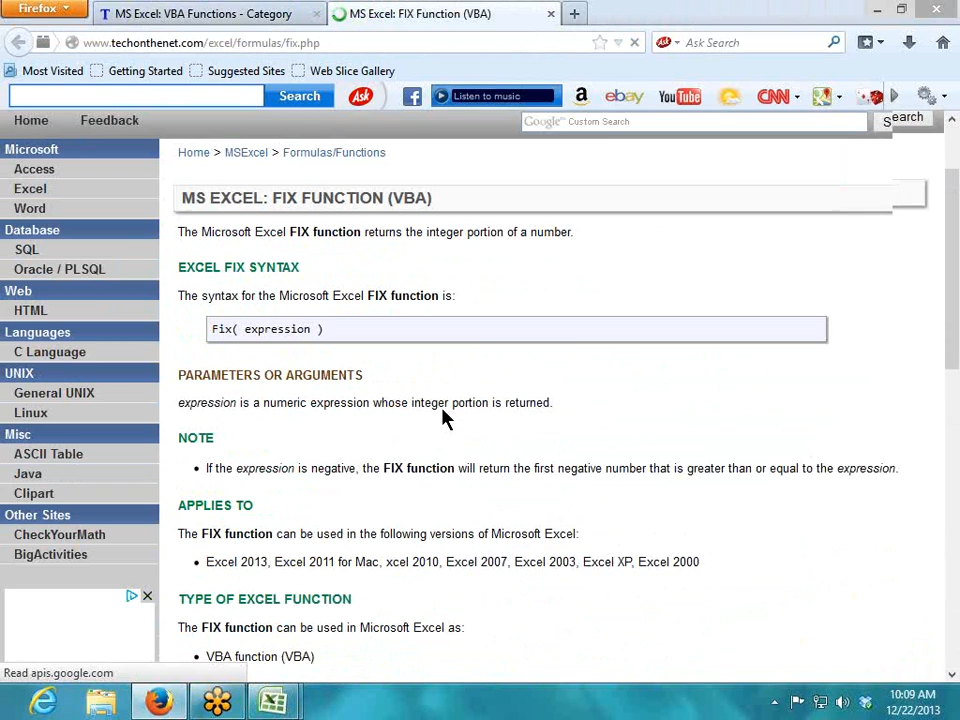 Firefox
MS Excel: VBA Functions - Category
MS Excel: FIX Function (VBA)
www.techonthenet.com/excel/formulas/fix.php
Ask Search
Most Visited
Getting Started
Suggested Sites
Web Slice Gallery
Search
Ask
Listen to music
a
ebay
YouTube
CNN
Home
Feedback
Google Custom Search
Search
Microsoft
Access
Excel
Word
Database
SQL
Oracle / PLSQL
Web
HTML
Languages
C Language
UNIX
General UNIX
Linux
Misc
ASCII Table
Java
Clipart
Other Sites
CheckYourMath
BigActivities
Home > MSExcel > Formulas/Functions
MS EXCEL: FIX FUNCTION (VBA)
The Microsoft Excel FIX function returns the integer portion of a number.
EXCEL FIX SYNTAX
The syntax for the Microsoft Excel FIX function is:
Fix( expression )
PARAMETERS OR ARGUMENTS
expression is a numeric expression whose integer portion is returned.
NOTE
• If the expression is negative, the FIX function will return the first negative number that is greater than or equal to the expression.
APPLIES TO
The FIX function can be used in the following versions of Microsoft Excel:
• Excel 2013, Excel 2011 for Mac, xcel 2010, Excel 2007, Excel 2003, Excel XP, Excel 2000
TYPE OF EXCEL FUNCTION
The FIX function can be used in Microsoft Excel as:
• VBA function (VBA)
Read apis.google.com
10:09 AM
12/22/2013